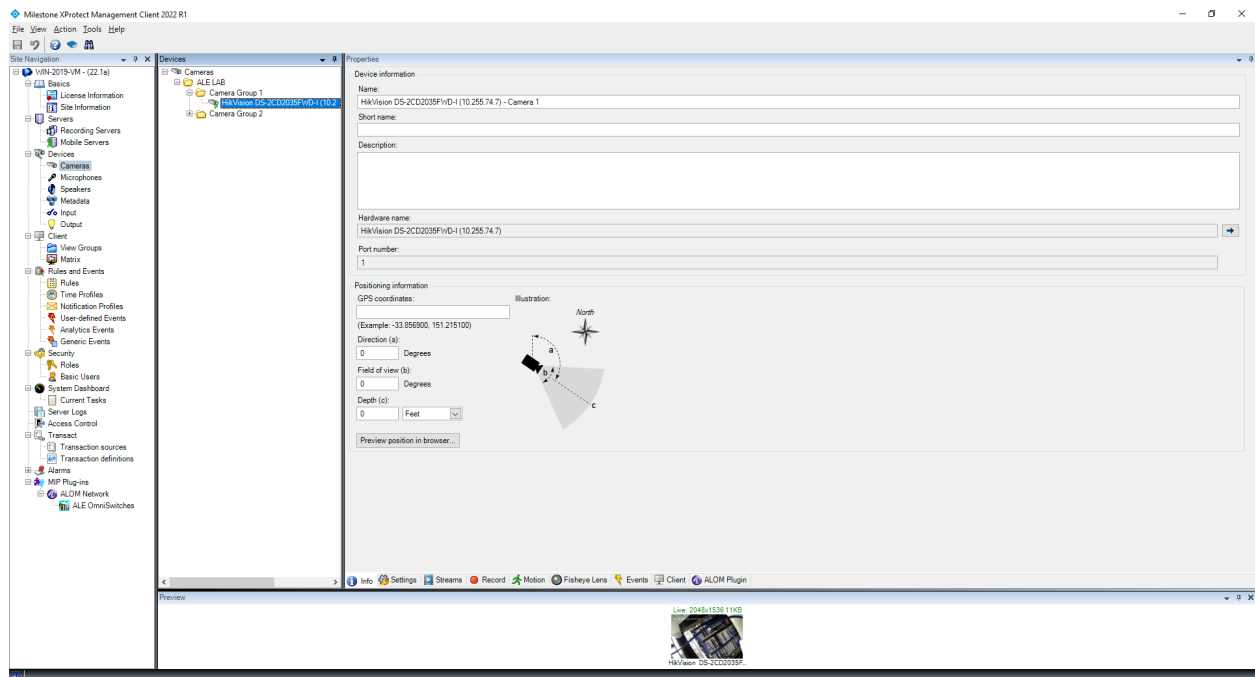 Milestone XProtect Management Client 2022 R1
File View Action Tools Help
Site Navigation
WIN-2019-VM - (22.1a)
Basics
License Information
Site Information
Servers
Recording Servers
Mobile Servers
Devices
Cameras
Microphones
Speakers
Metadata
Input
Output
Client
View Groups
Matrix
Rules and Events
Rules
Time Profiles
Notification Profiles
User-defined Events
Analytics Events
Generic Events
Security
Roles
Basic Users
System Dashboard
Current Tasks
Server Logs
Access Control
Transact
Transaction sources
Transaction definitions
Alarms
MIP Plug-ins
ALOM Network
ALE OmniSwitches
Devices
Cameras
ALE LAB
Camera Group 1
HikVision DS-2CD2035FWD-I (10.2
Camera Group 2
Properties
Device information
Name:
HikVision DS-2CD2035FWD-I (10.255.74.7) - Camera 1
Short name:
Description:
Hardware name:
HikVision DS-2CD2035FWD-I (10.255.74.7)
Port number:
1
Positioning information
GPS coordinates:
(Example: -33.856900, 151.215100)
Direction (a):
0 Degrees
Field of view (b):
0 Degrees
Depth (c):
0 Feet
Preview position in browser...
Illustration:
North
a
b
c
Info Settings Streams Record Motion Fisheye Lens Events Client ALOM Plugin
Preview
Live: 2048x1536 11KB
HikVision DS-2CD2035F...